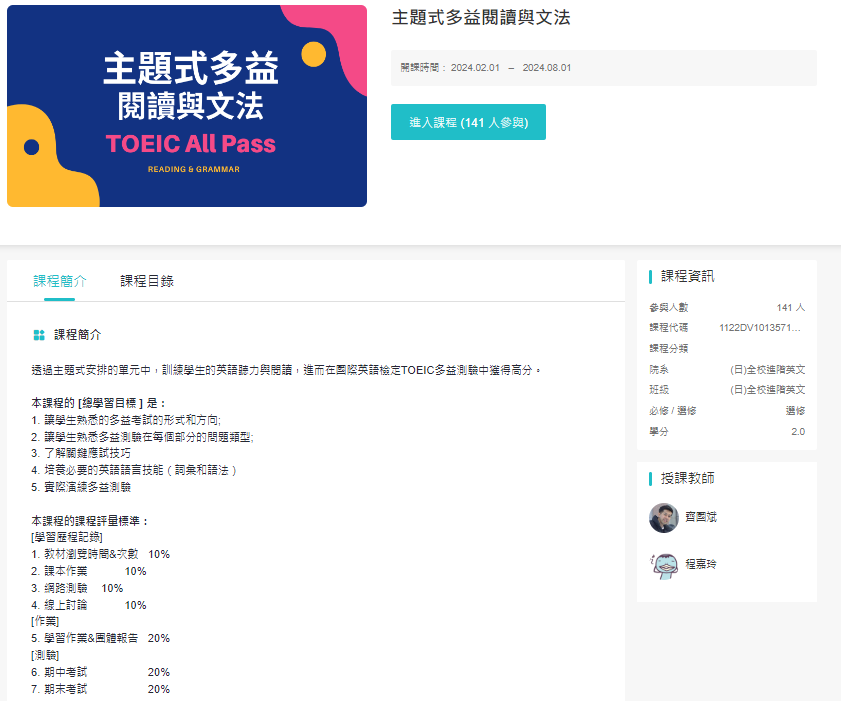 主題式多益
閱讀與文法
TOEIC All Pass
READING & GRAMMAR
主題式多益閱讀與文法
開課時間： 2024.02.01 – 2024.08.01
進入課程 (141 人參與)
課程簡介
課程目錄
課程簡介
透過主題式安排的單元中，訓練學生的英語聽力與閱讀，進而在國際英語檢定TOEIC多益測驗中獲得高分。
本課程的 [總學習目標 ] 是：
1. 讓學生熟悉的多益考試的形式和方向;
2. 讓學生熟悉多益測驗在每個部分的問題類型;
3. 了解關鍵應試技巧
4. 培養必要的英語語言技能（詞彙和語法）
5. 實際演練多益測驗
本課程的課程評量標準：
[學習歷程記錄]
1. 教材瀏覽時間&次數 10%
2. 課本作業 10%
3. 網路測驗 10%
4. 線上討論 10%
[作業]
5. 學習作業&團體報告 20%
[測驗]
6. 期中考試 20%
7. 期末考試 20%
課程資訊
參與人數 141 人
課程代碼 1122DV1013571...
課程分類
院系 (日)全校進階英文
班級 (日)全校進階英文
必修 / 選修 選修
學分 2.0
授課教師
齊國斌
程嘉玲